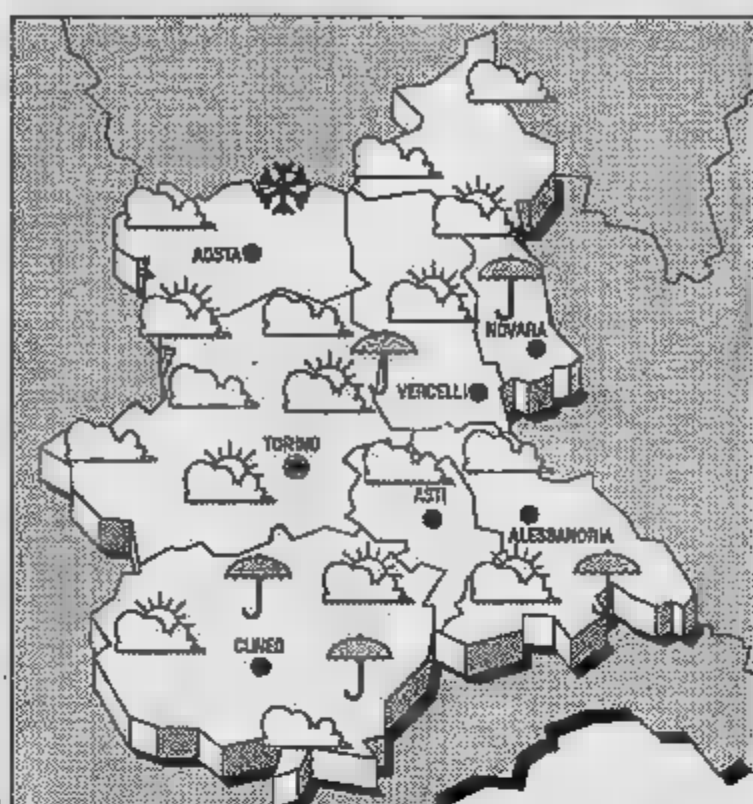 AOSTA
NOVARA
VERCELLI
TORINO
ASTI
ALESSANDRIA
CUNEO